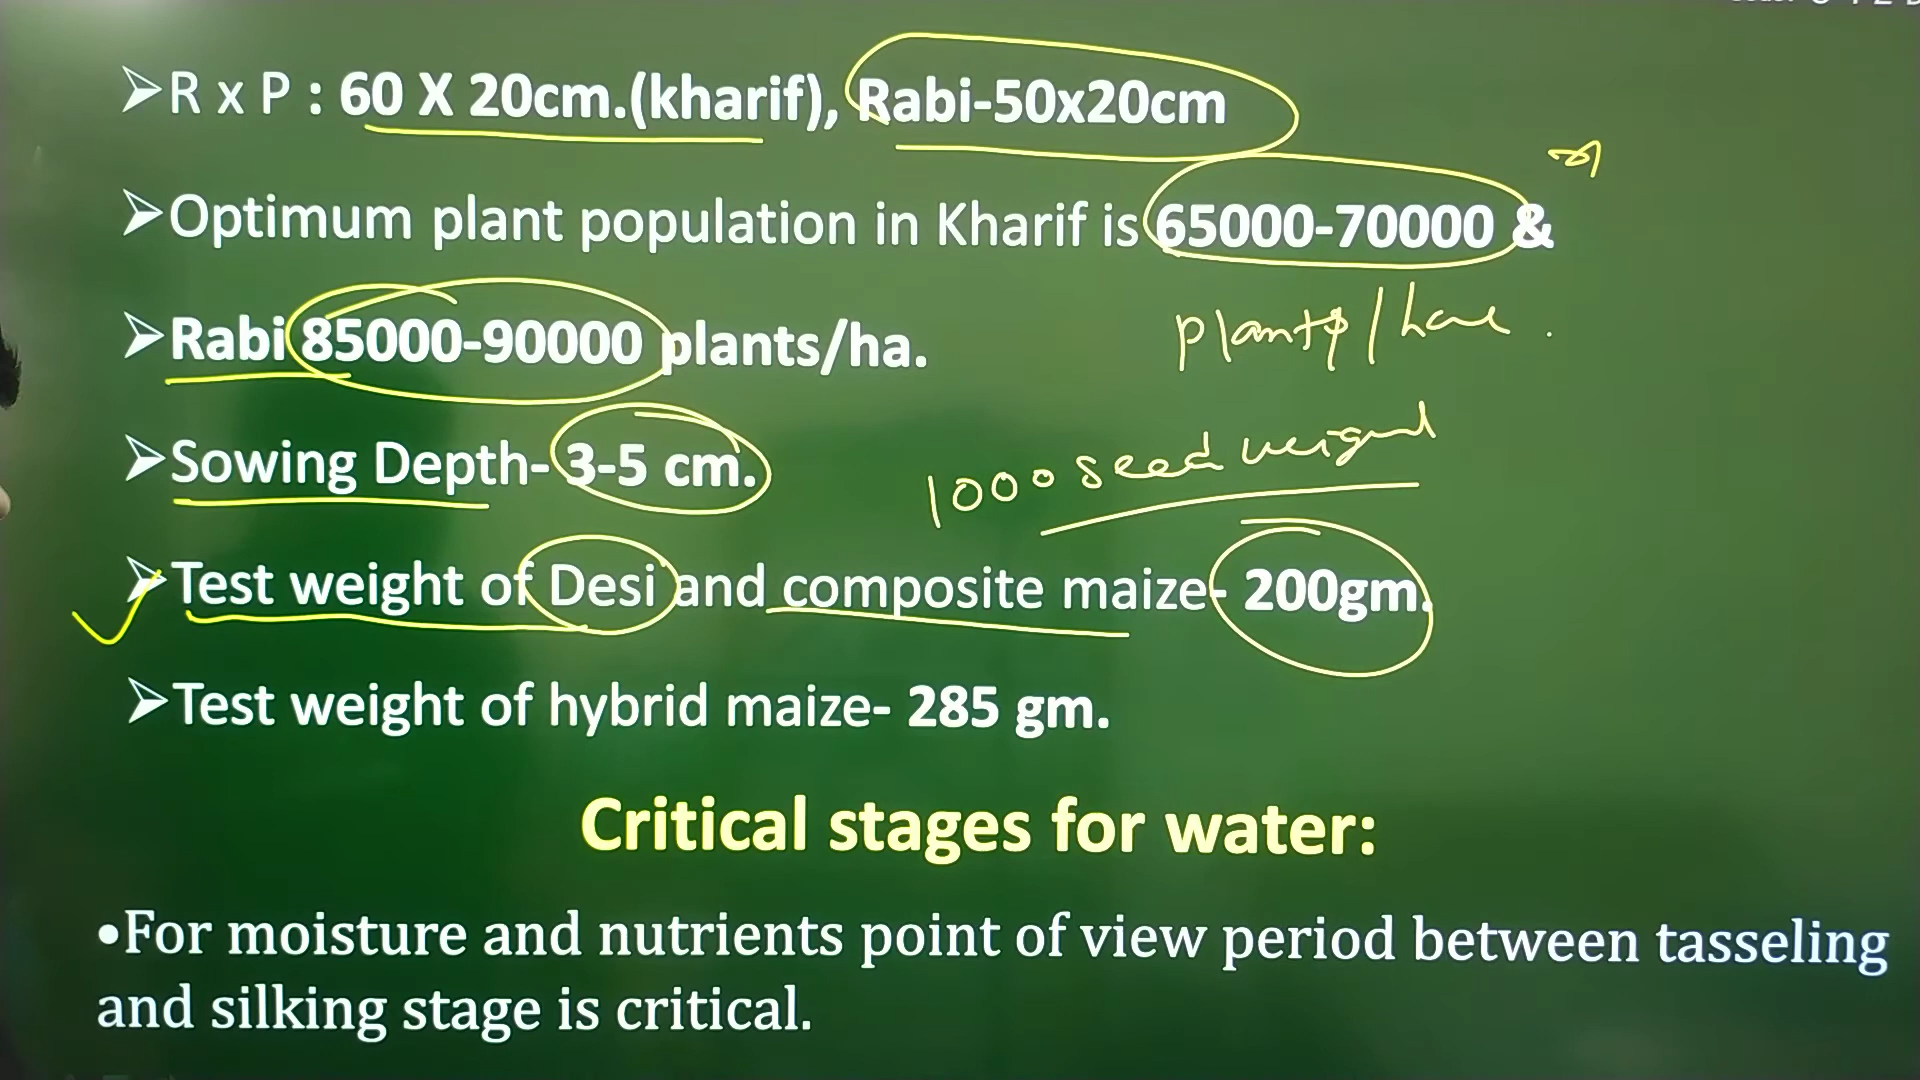 ➢R x P : 60 X 20cm.(kharif), Rabi-50x20cm
➢Optimum plant population in Kharif is 65000-70000 &
➢Rabi 85000-90000 plants/ha.
plants/ha
➢Sowing Depth- 3-5 cm.
1000 seed weight
➢Test weight of Desi and composite maize- 200gm.
➢Test weight of hybrid maize- 285 gm.
Critical stages for water:
•For moisture and nutrients point of view period between tasseling
and silking stage is critical.